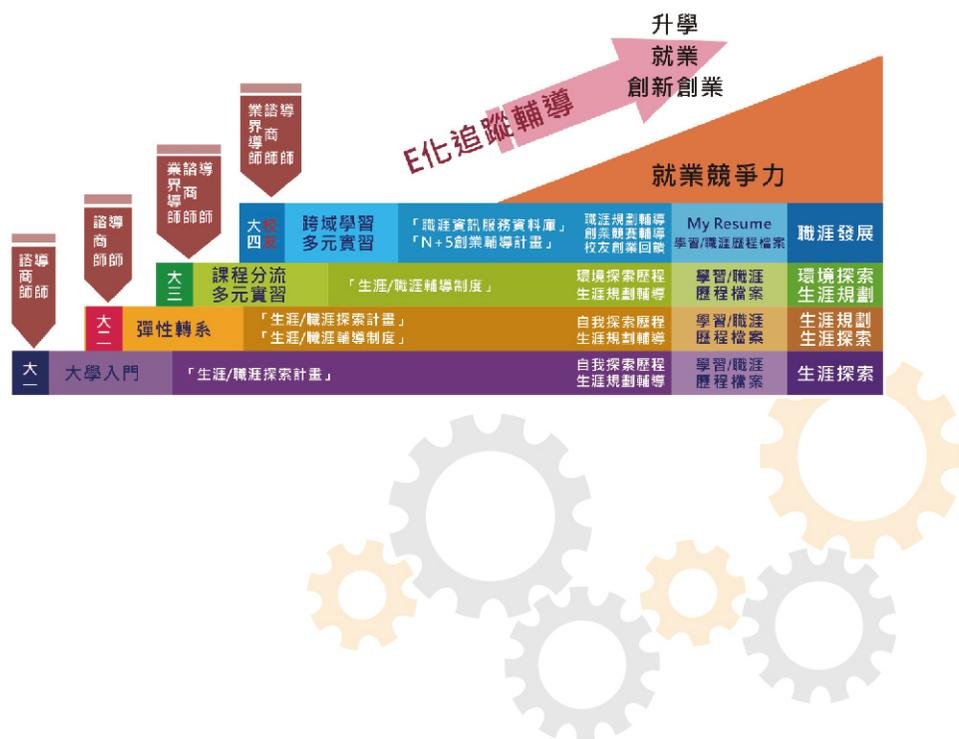 升學
就業
創新創業
E化追蹤輔導
就業競爭力
業界導師
諮商師
導師
業界導師
諮商師
導師
諮商師
導師
諮商師
導師
大四
校友
跨域學習
多元實習
「職涯資訊服務資料庫」
「N+5創業輔導計畫」
職涯規劃輔導
創業競賽輔導
校友創業回饋
My Resume
學習/職涯歷程檔案
職涯發展
大三
課程分流
多元實習
「生涯/職涯輔導制度」
環境探索歷程
生涯規劃輔導
學習/職涯
歷程檔案
環境探索
生涯規劃
大二
彈性轉系
「生涯/職涯探索計畫」
「生涯/職涯輔導制度」
自我探索歷程
生涯規劃輔導
學習/職涯
歷程檔案
生涯規劃
生涯探索
大一
大學入門
「生涯/職涯探索計畫」
自我探索歷程
生涯規劃輔導
學習/職涯
歷程檔案
生涯探索